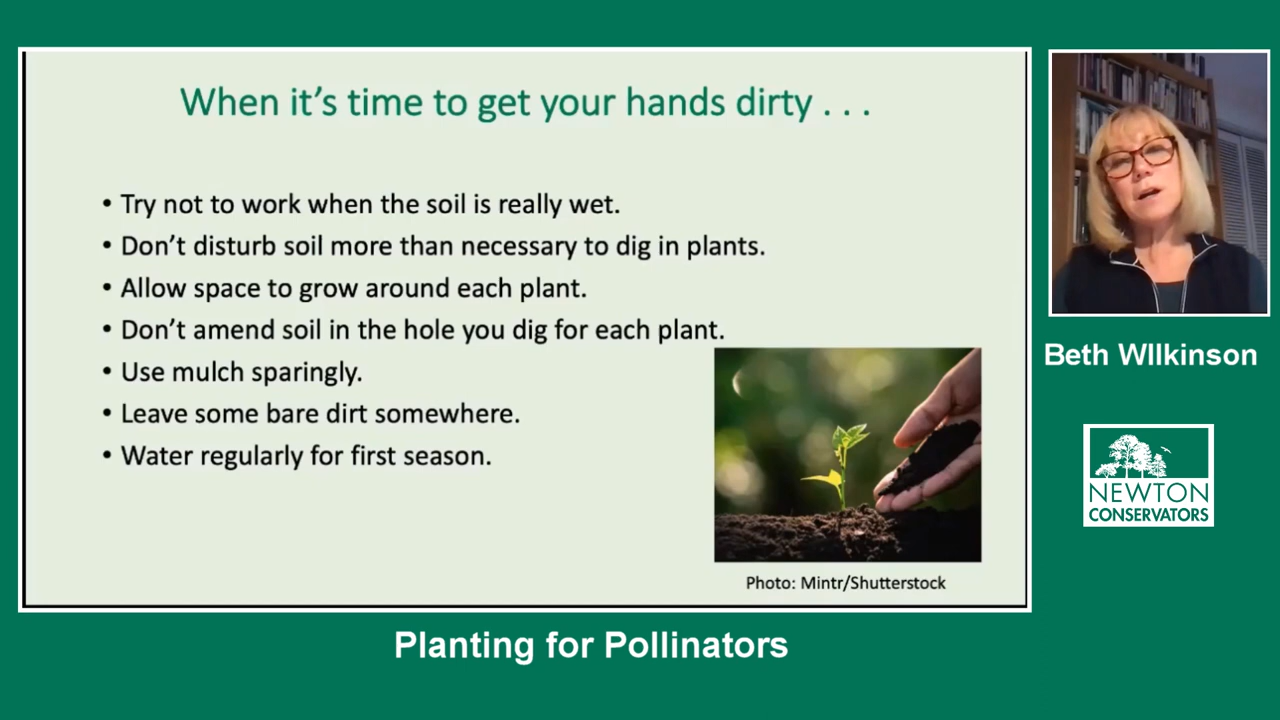 When it's time to get your hands dirty . . .
• Try not to work when the soil is really wet.
• Don't disturb soil more than necessary to dig in plants.
• Allow space to grow around each plant.
• Don't amend soil in the hole you dig for each plant.
• Use mulch sparingly.
• Leave some bare dirt somewhere.
• Water regularly for first season.
Photo: Mintr/Shutterstock
Beth WIlkinson
NEWTON
CONSERVATORS
Planting for Pollinators